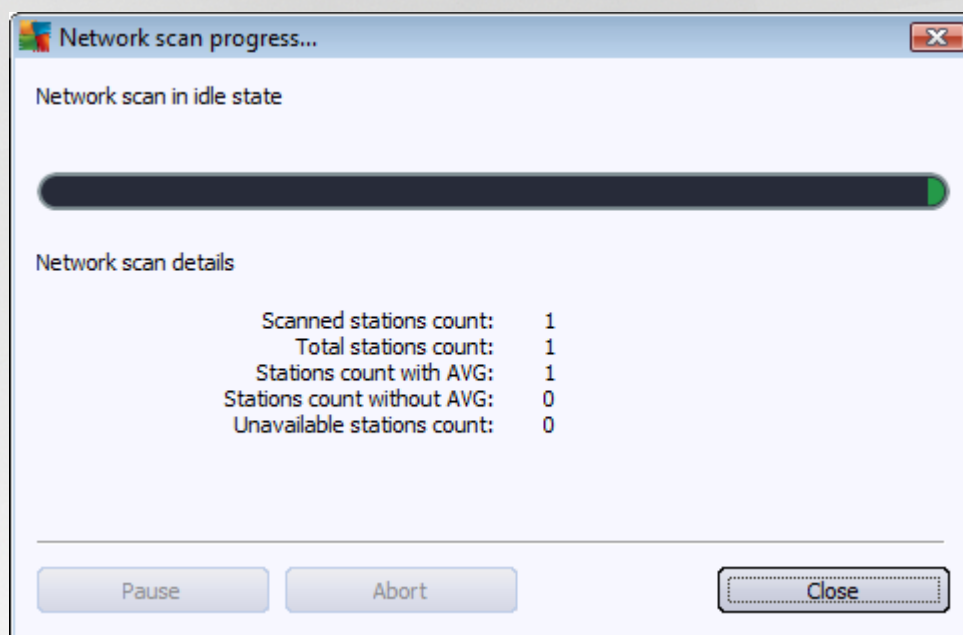 Network scan progress...
Network scan in idle state
Network scan details
Scanned stations count: 1
Total stations count: 1
Stations count with AVG: 1
Stations count without AVG: 0
Unavailable stations count: 0
Pause Abort Close